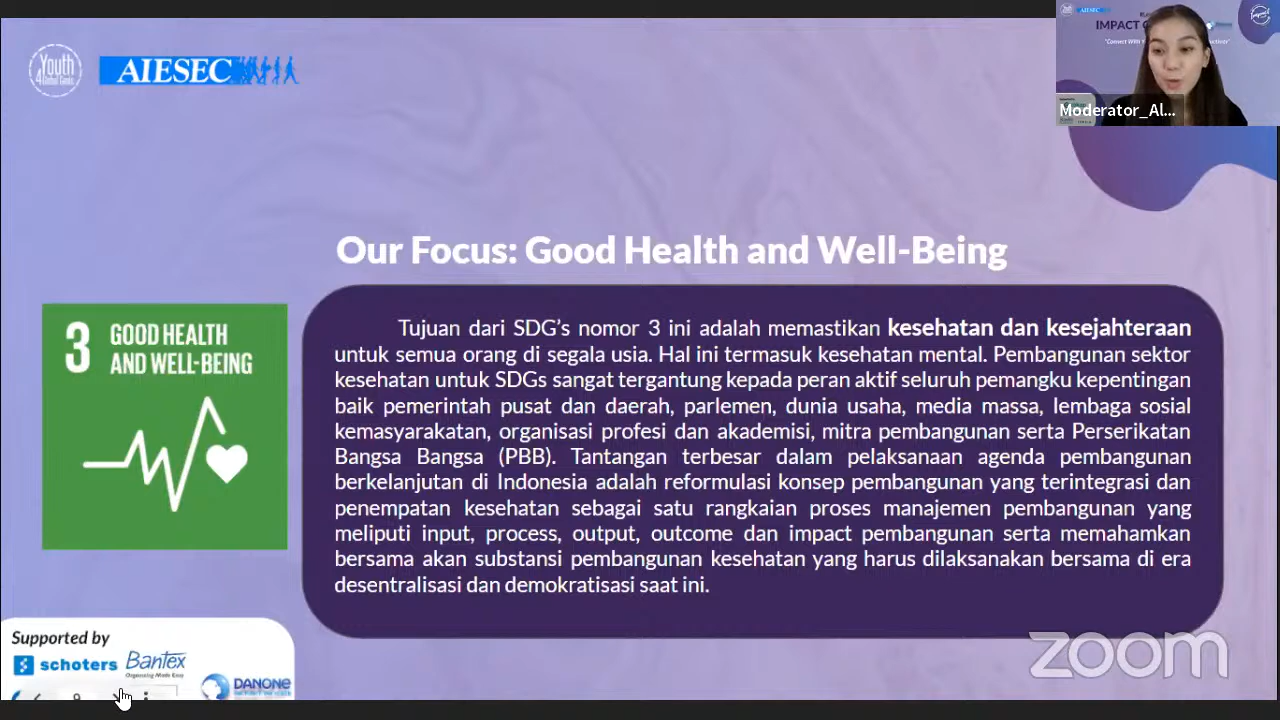 Youth
4 Global Goals
AIESEC
AIESEC
IMPACT
Moderator_Al...
Our Focus: Good Health and Well-Being
3 GOOD HEALTH
AND WELL-BEING
Tujuan dari SDG's nomor 3 ini adalah memastikan kesehatan dan kesejahteraan
untuk semua orang di segala usia. Hal ini termasuk kesehatan mental. Pembangunan sektor
kesehatan untuk SDGs sangat tergantung kepada peran aktif seluruh pemangku kepentingan
baik pemerintah pusat dan daerah, parlemen, dunia usaha, media massa, lembaga sosial
kemasyarakatan, organisasi profesi dan akademisi, mitra pembangunan serta Perserikatan
Bangsa Bangsa (PBB). Tantangan terbesar dalam pelaksanaan agenda pembangunan
berkelanjutan di Indonesia adalah reformulasi konsep pembangunan yang terintegrasi dan
penempatan kesehatan sebagai satu rangkaian proses manajemen pembangunan yang
meliputi input, process, output, outcome dan impact pembangunan serta memahamkan
bersama akan substansi pembangunan kesehatan yang harus dilaksanakan bersama di era
desentralisasi dan demokratisasi saat ini.
Supported by
schoters
Bantex
Organizing Made Easy
DANONE
zoom